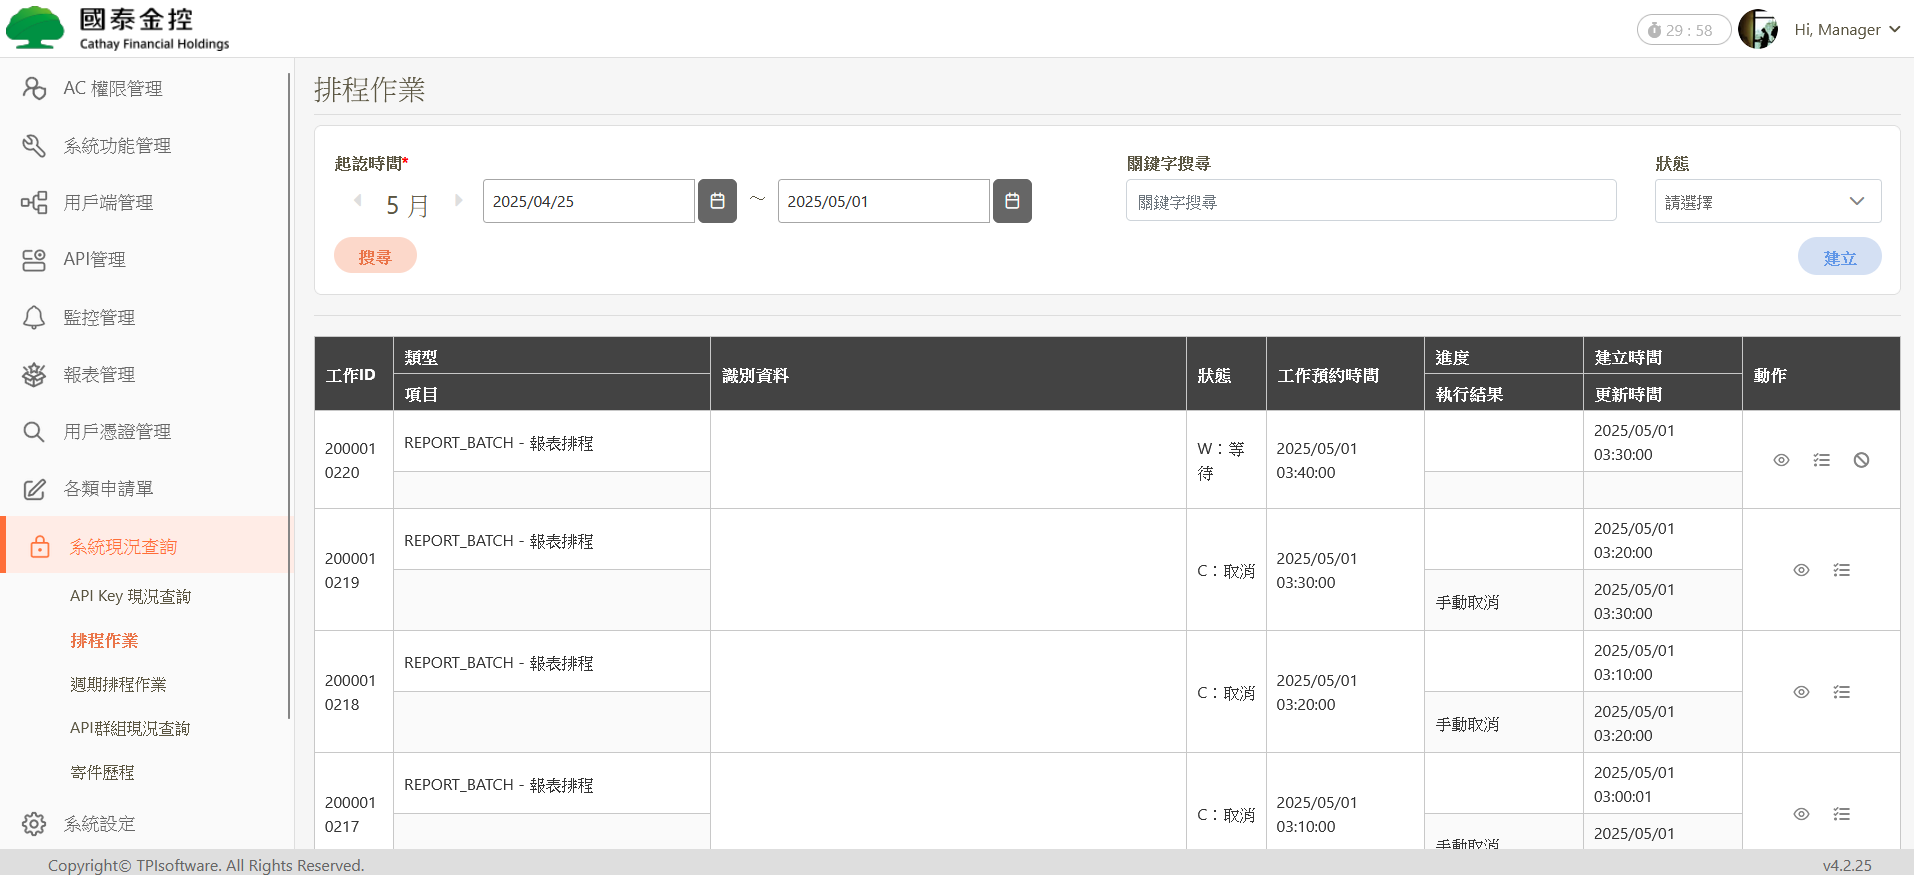 國泰金控
Cathay Financial Holdings
29 : 58
Hi, Manager
AC 權限管理
系統功能管理
用戶端管理
API管理
監控管理
報表管理
用戶憑證管理
各類申請單
系統現況查詢
API Key 現況查詢
排程作業
週期排程作業
API群組現況查詢
寄件歷程
系統設定
排程作業
起訖時間*
5 月
2025/04/25
～
2025/05/01
關鍵字搜尋
關鍵字搜尋
狀態
請選擇
搜尋
建立
工作ID
類型
項目
識別資料
狀態
工作預約時間
進度
執行結果
建立時間
更新時間
動作
200001
0220
REPORT_BATCH - 報表排程
W：等
待
2025/05/01
03:40:00
2025/05/01
03:30:00
200001
0219
REPORT_BATCH - 報表排程
C：取消
2025/05/01
03:30:00
手動取消
2025/05/01
03:20:00
2025/05/01
03:30:00
200001
0218
REPORT_BATCH - 報表排程
C：取消
2025/05/01
03:20:00
手動取消
2025/05/01
03:10:00
2025/05/01
03:20:00
200001
0217
REPORT_BATCH - 報表排程
C：取消
2025/05/01
03:10:00
手動取消
2025/05/01
03:00:01
2025/05/01
Copyright© TPIsoftware. All Rights Reserved.
v4.2.25